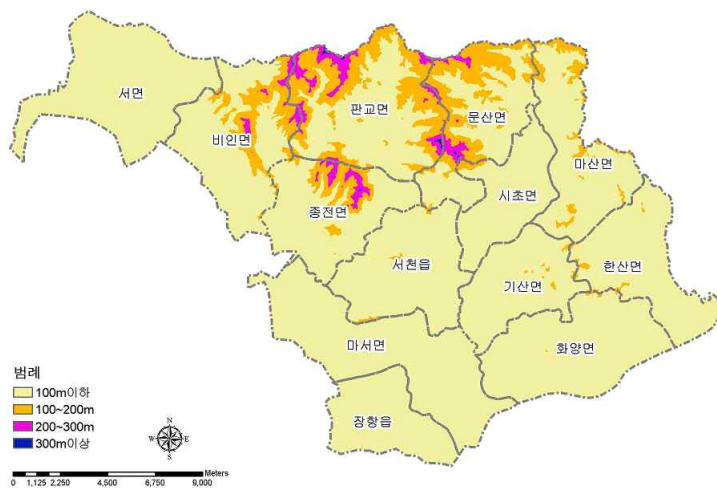 서면
판교면
문산면
비인면
마산면
시초면
종전면
한산면
서천읍
기산면
마서면
화양면
장항읍
범례
100m이하
100~200m
200~300m
300m이상
N
W E
S
Meters
0 1,125 2,250 4,500 6,750 9,000